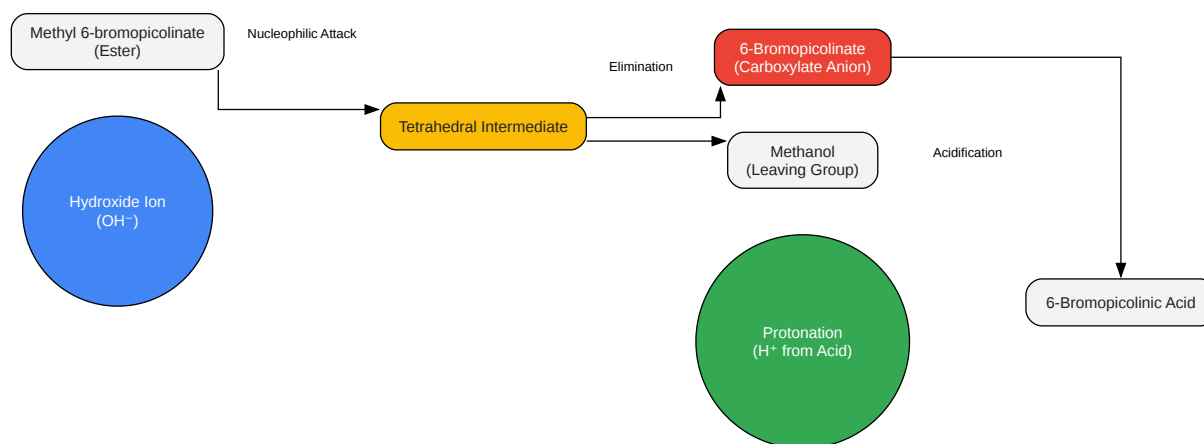 Methyl 6-bromopicolinate
(Ester)
Nucleophilic Attack
Hydroxide Ion
(OH⁻)
Tetrahedral Intermediate
Elimination
6-Bromopicolinate
(Carboxylate Anion)
Methanol
(Leaving Group)
Acidification
Protonation
(H⁺ from Acid)
6-Bromopicolinic Acid